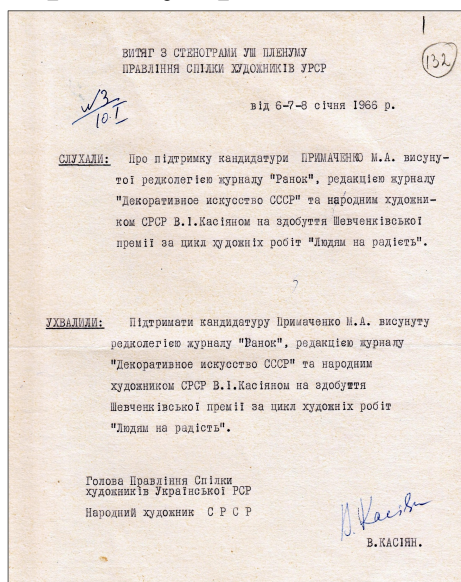 132
ВИТЯГ З СТЕНОГРАМИ УШ ПЛЕНУМУ
ПРАВЛІННЯ СПІЛКИ ХУДОЖНИКІВ УРСР
№3
10.I
від 6-7-8 січня 1966 р.
СЛУХАЛИ: Про підтримку кандидатури ПРИМАЧЕНКО М.А. висуну-
тої редколегією журналу "Ранок", редакцією журналу
"Декоративное искусство СССР" та народним художни-
ком СРСР В.І.Касіяном на здобуття Шевченківської
премії за цикл художніх робіт "Людям на радість".
УХВАЛИЛИ: Підтримати кандидатуру Примаченко М.А. висунуту
редколегією журналу "Ранок", редакцією журналу
"Декоративное искусство СССР" та народним
художником СРСР В.І.Касіяном на здобуття
Шевченківської премії за цикл художніх робіт
"Людям на радість".
Голова Правління Спілки
художників Української РСР
Народний художник С Р С Р
В. Касіян
В.КАСІЯН.